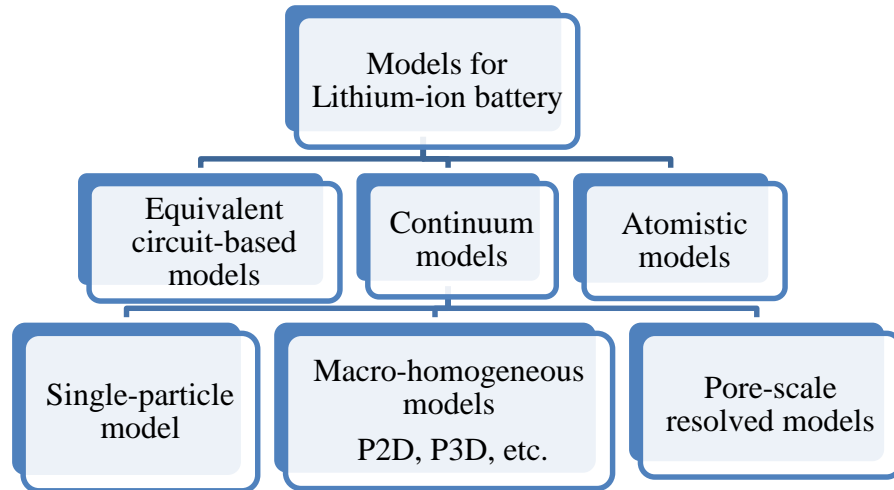 Models for
Lithium-ion battery
Equivalent
circuit-based
models
Continuum
models
Atomistic
models
Single-particle
model
Macro-homogeneous
models
P2D, P3D, etc.
Pore-scale
resolved models